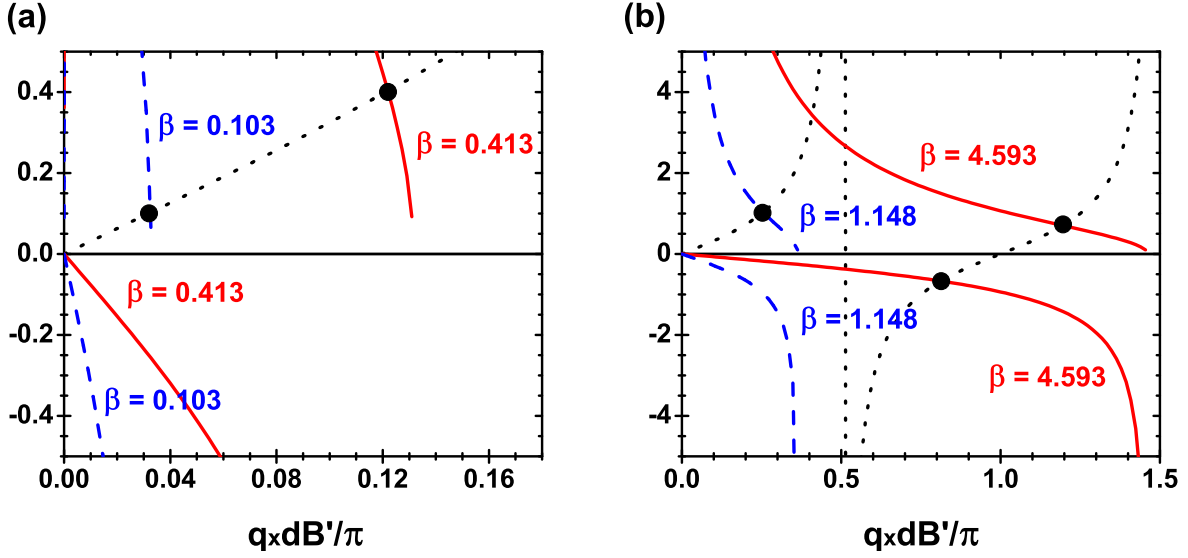 (a)
0.4
0.2
0.0
-0.2
-0.4
β = 0.103
β = 0.413
β = 0.413
β = 0.103
0.00 0.04 0.08 0.12 0.16
qxdB'/π
(b)
4
2
0
-2
-4
β = 4.593
β = 1.148
β = 1.148
β = 4.593
0.0 0.5 1.0 1.5
qxdB'/π